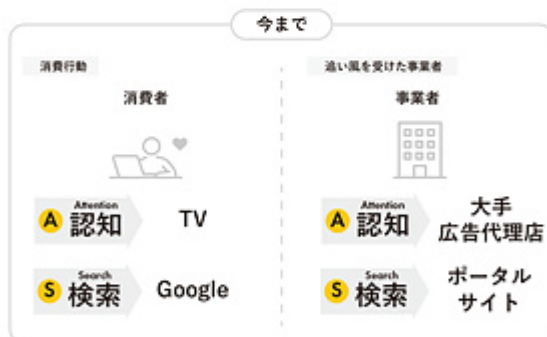 今まで
消費行動
消費者
A
Attention
認知
TV
S
Search
検索
Google
追い風を受けた事業者
事業者
A
Attention
認知
大手
広告代理店
S
Search
検索
ポータル
サイト